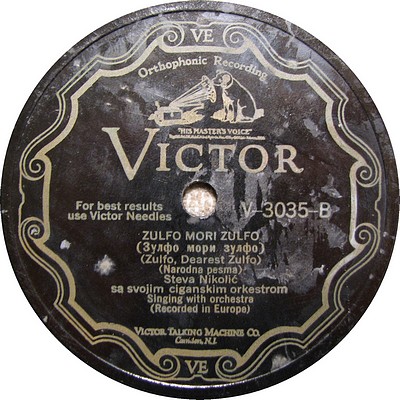 VE
Orthophonic Recording
"HIS MASTER'S VOICE"
VICTOR
For best results
use Victor Needles
V-3035-B
ZULFO MORI ZULFO
(Зулфо мори зулфо)
(Zulfo, Dearest Zulfo)
(Narodna pesma)
Steva Nikolić
sa svojim ciganskim orkestrom
Singing with orchestra
(Recorded in Europe)
VICTOR TALKING MACHINE CO.
Camden, N.J.
VE